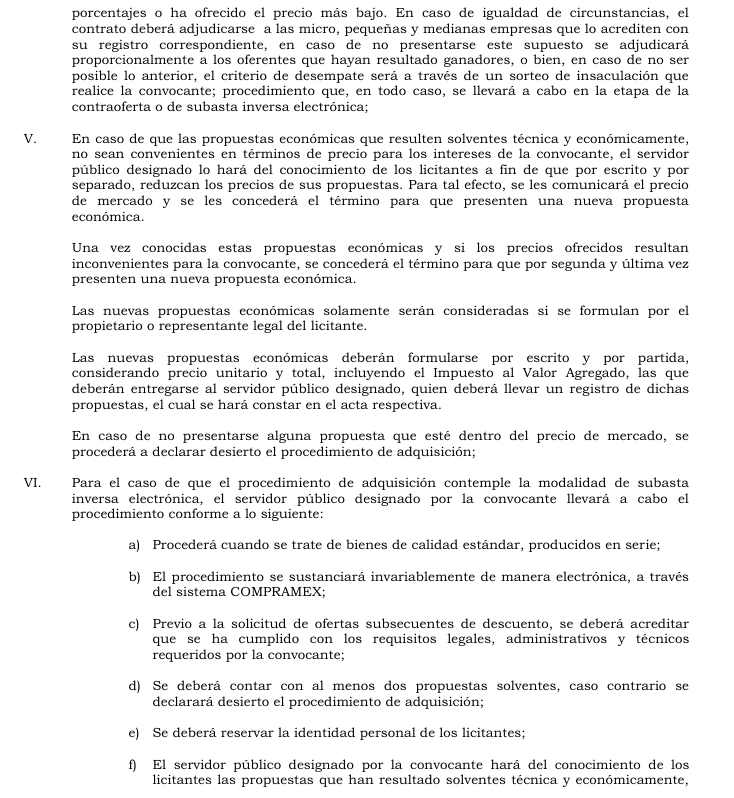 porcentajes o ha ofrecido el precio más bajo. En caso de igualdad de circunstancias, el
contrato deberá adjudicarse a las micro, pequeñas y medianas empresas que lo acrediten con
su registro correspondiente, en caso de no presentarse este supuesto se adjudicará
proporcionalmente a los oferentes que hayan resultado ganadores, o bien, en caso de no ser
posible lo anterior, el criterio de desempate será a través de un sorteo de insaculación que
realice la convocante; procedimiento que, en todo caso, se llevará a cabo en la etapa de la
contraoferta o de subasta inversa electrónica;
V. En caso de que las propuestas económicas que resulten solventes técnica y económicamente,
no sean convenientes en términos de precio para los intereses de la convocante, el servidor
público designado lo hará del conocimiento de los licitantes a fin de que por escrito y por
separado, reduzcan los precios de sus propuestas. Para tal efecto, se les comunicará el precio
de mercado y se les concederá el término para que presenten una nueva propuesta
económica.
Una vez conocidas estas propuestas económicas y si los precios ofrecidos resultan
inconvenientes para la convocante, se concederá el término para que por segunda y última vez
presenten una nueva propuesta económica.
Las nuevas propuestas económicas solamente serán consideradas si se formulan por el
propietario o representante legal del licitante.
Las nuevas propuestas económicas deberán formularse por escrito y por partida,
considerando precio unitario y total, incluyendo el Impuesto al Valor Agregado, las que
deberán entregarse al servidor público designado, quien deberá llevar un registro de dichas
propuestas, el cual se hará constar en el acta respectiva.
En caso de no presentarse alguna propuesta que esté dentro del precio de mercado, se
procederá a declarar desierto el procedimiento de adquisición;
VI. Para el caso de que el procedimiento de adquisición contemple la modalidad de subasta
inversa electrónica, el servidor público designado por la convocante llevará a cabo el
procedimiento conforme a lo siguiente:
a) Procederá cuando se trate de bienes de calidad estándar, producidos en serie;
b) El procedimiento se sustanciará invariablemente de manera electrónica, a través
del sistema COMPRAMEX;
c) Previo a la solicitud de ofertas subsecuentes de descuento, se deberá acreditar
que se ha cumplido con los requisitos legales, administrativos y técnicos
requeridos por la convocante;
d) Se deberá contar con al menos dos propuestas solventes, caso contrario se
declarará desierto el procedimiento de adquisición;
e) Se deberá reservar la identidad personal de los licitantes;
f) El servidor público designado por la convocante hará del conocimiento de los
licitantes las propuestas que han resultado solventes técnica y económicamente,